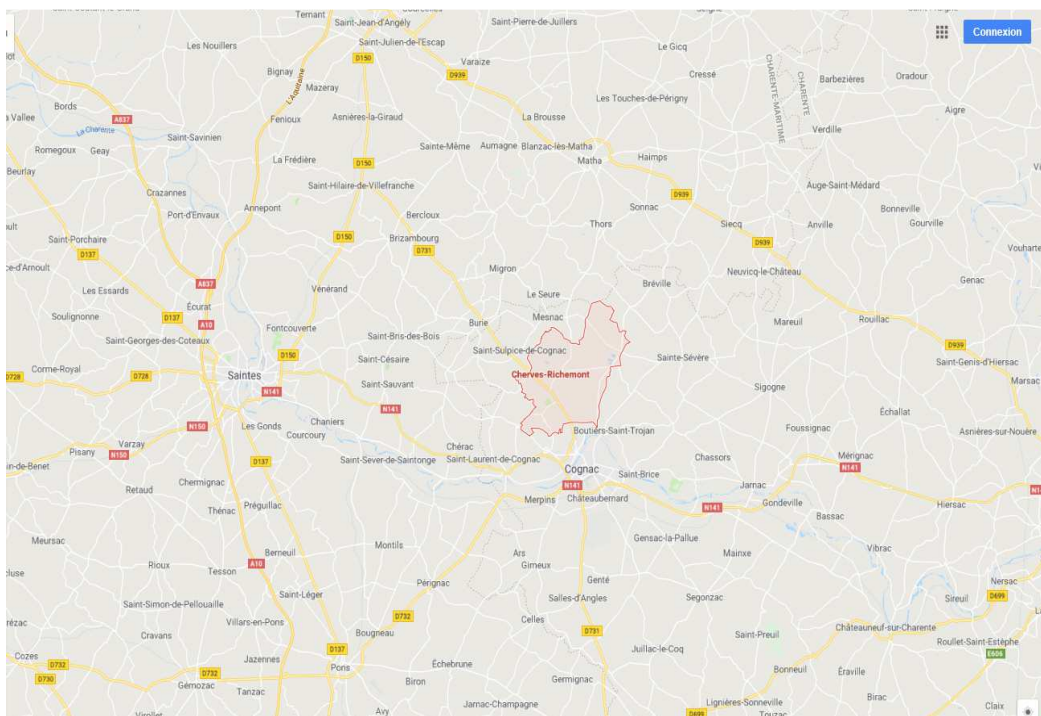 Ternant
Saint-Jean-d'Angély
Saint-Pierre-de-Juillers
Connexion
Les Nouillers
Saint-Julien-de-l'Escap
D150
Le Gicq
Varaize
D939
Bignay
Mazeray
L'Aquitaine
Cressé
CHARENTE-MARITIME
CHARENTE
Barbezières
Oradour
Bords
Les Touches-de-Périgny
Aigre
A837
Fenioux
Asnières-la-Giraud
La Brousse
La Charente
Saint-Savinien
Verdille
Romegoux
Geay
Sainte-Même
Aumagne
Blanzac-lès-Matha
La Frédière
D150
Matha
Haimps
Beurlay
Saint-Hilaire-de-Villefranche
Auge-Saint-Médard
Crazannes
D939
Annepont
Sonnac
Bonneville
Port-d'Envaux
Bercloux
Thors
Siecq
Anville
Gourville
Saint-Porchaire
D150
Brizambourg
D939
D137
D731
Migron
Neuvicq-le-Château
Genac
Les Essards
A837
Vénérand
Le Seure
Bréville
Écurat
Soulignonne
D137
A10
Fontcouverte
Burie
Mesnac
Mareuil
Rouillac
Saint-Georges-des-Coteaux
Saint-Bris-des-Bois
D939
Saint-Césaire
Saint-Sulpice-de-Cognac
Sainte-Sévère
D150
Saint-Genis-d'Hiersac
Corme-Royal
D728
D728
Saintes
Cherves-Richemont
Marsac
Saint-Sauvant
Sigogne
N141
N141
Échallat
Chaniers
N150
Les Gonds
Courcoury
Boutiers-Saint-Trojan
Foussignac
Asnières-sur-Nouère
Varzay
Pisany
N150
Chérac
D137
Saint-Sever-de-Saintonge
Saint-Laurent-de-Cognac
Chassors
Mérignac
Cognac
N141
Saint-Brice
Chermignac
N141
Jarnac
Retaud
Merpins
Châteaubernard
Gondeville
Hiersac
Thénac
Préguillac
N141
Bassac
Meursac
Gensac-la-Pallue
Montils
Ars
Mainxe
Vibrac
Berneuil
Gimeux
Rioux
Tesson
A10
Genté
Nersac
Pérignac
Saint-Léger
Salles-d'Angles
Segonzac
Sireuil
D699
Saint-Simon-de-Pellouaille
D732
Villars-en-Pons
Celles
Châteauneuf-sur-Charente
Bougneau
D731
Saint-Preuil
Cravans
Roullet-Saint-Estèphe
D137
Juillac-le-Coq
Cozes
D732
Jazennes
Pons
Échebrune
E606
D730
D732
Gémozac
Tanzac
Biron
Germignac
Bonneuil
Éraville
Jarnac-Champagne
Lignières-Sonneville
Birac
Avy
D699
Touzac
Claix